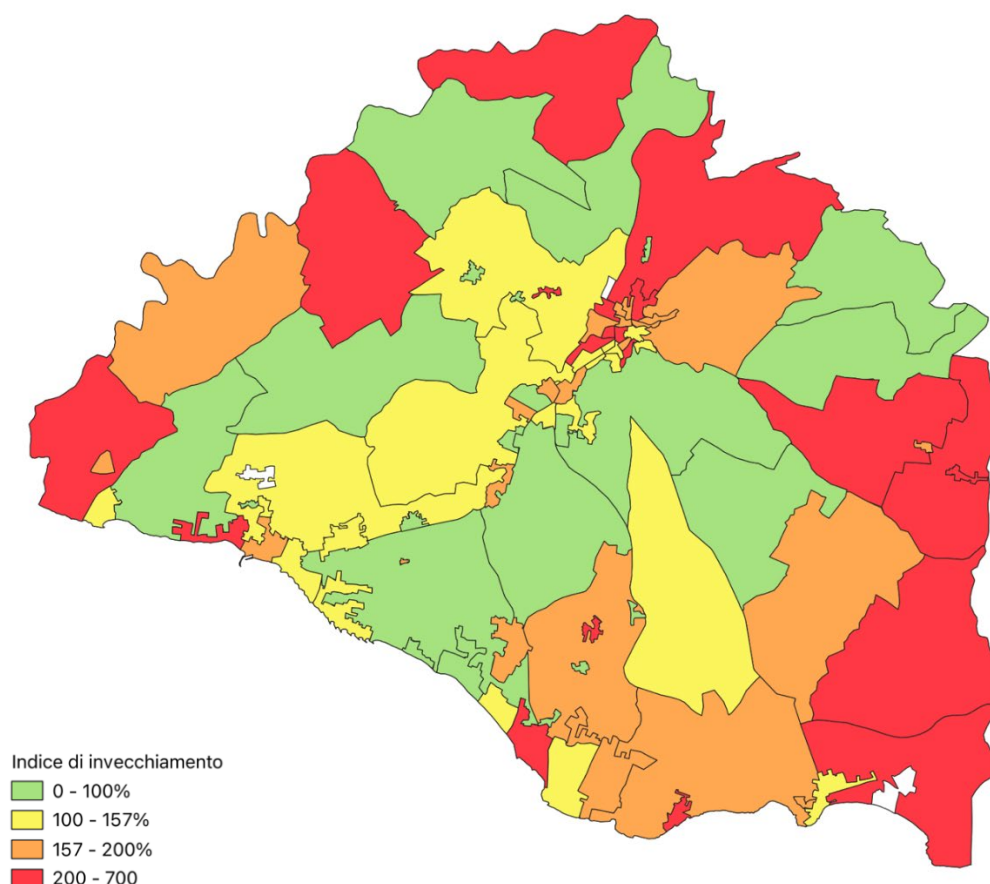 Indice di invecchiamento
0 - 100%
100 - 157%
157 - 200%
200 - 700